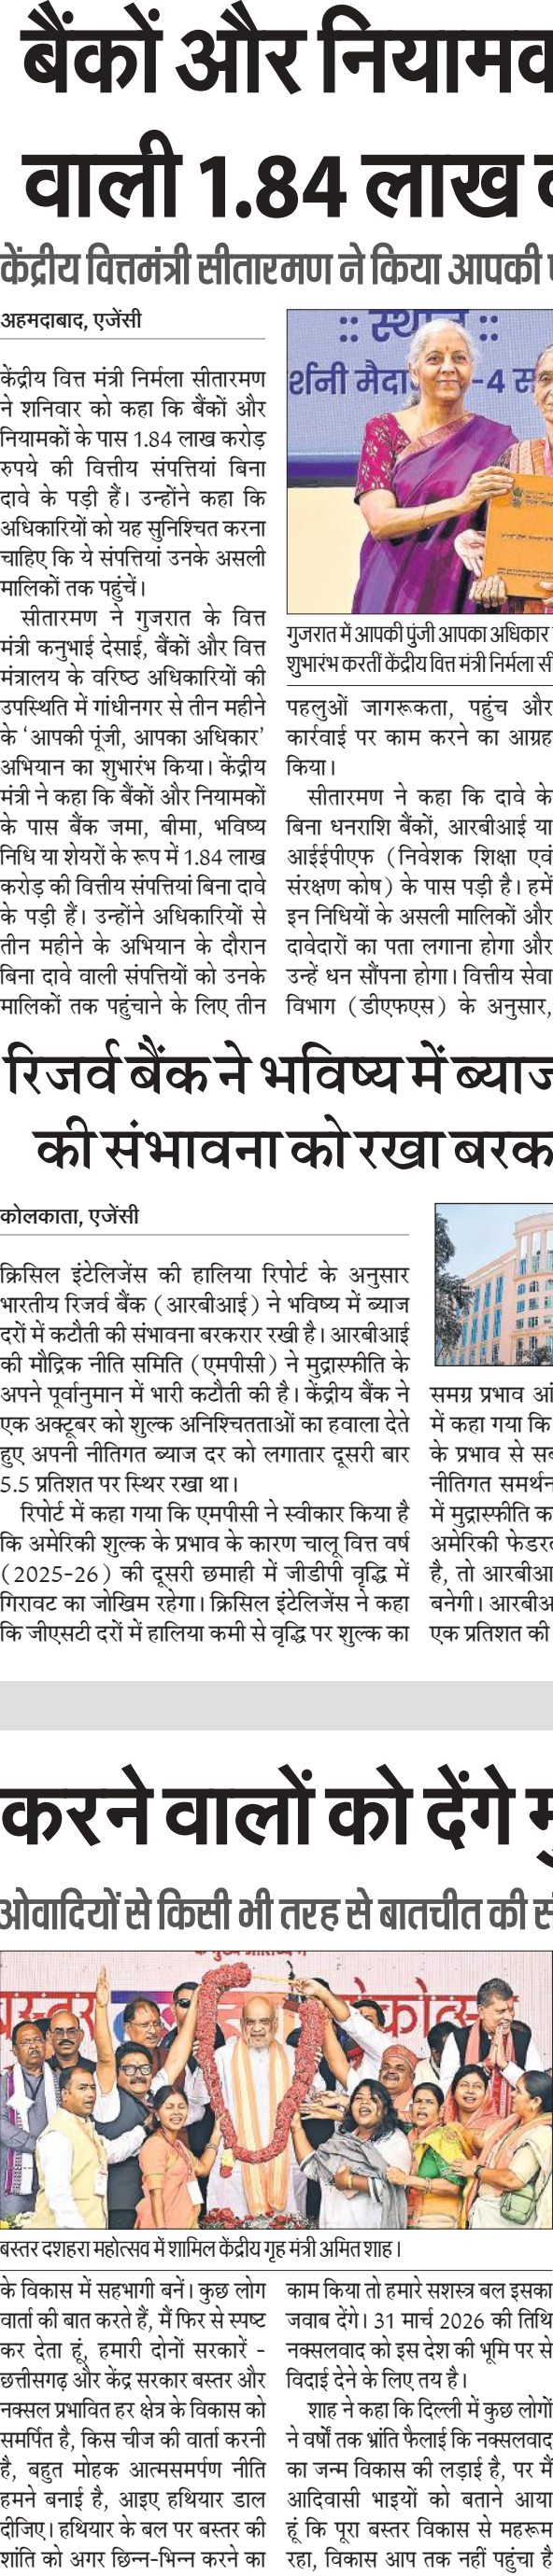 बैंकों और नियामक
वाली 1.84 लाख
केंद्रीय वित्तमंत्री सीतारमण ने किया आपकी
अहमदाबाद, एजेंसी
केंद्रीय वित्त मंत्री निर्मला सीतारमण
ने शनिवार को कहा कि बैंकों और
नियामकों के पास 1.84 लाख करोड़
रुपये की वित्तीय संपत्तियां बिना
दावे के पड़ी हैं। उन्होंने कहा कि
अधिकारियों को यह सुनिश्चित करना
चाहिए कि ये संपत्तियां उनके असली
मालिकों तक पहुंचें।
सीतारमण ने गुजरात के वित्त
मंत्री कनुभाई देसाई, बैंकों और वित्त
मंत्रालय के वरिष्ठ अधिकारियों की
उपस्थिति में गांधीनगर से तीन महीने
के ‘आपकी पूंजी, आपका अधिकार’
अभियान का शुभारंभ किया। केंद्रीय
मंत्री ने कहा कि बैंकों और नियामकों
के पास बैंक जमा, बीमा, भविष्य
निधि या शेयरों के रूप में 1.84 लाख
करोड़ की वित्तीय संपत्तियां बिना दावे
के पड़ी हैं। उन्होंने अधिकारियों से
तीन महीने के अभियान के दौरान
बिना दावे वाली संपत्तियों को उनके
मालिकों तक पहुंचाने के लिए तीन
:: स्थान ::
र्शनी मैदा -4 स
गुजरात में आपकी पुंजी आपका अधिकार
शुभारंभ करतीं केंद्रीय वित्त मंत्री निर्मला सी
पहलुओं जागरूकता, पहुंच और
कार्रवाई पर काम करने का आग्रह
किया।
सीतारमण ने कहा कि दावे के
बिना धनराशि बैंकों, आरबीआई या
आईईपीएफ (निवेशक शिक्षा एवं
संरक्षण कोष) के पास पड़ी है। हमें
इन निधियों के असली मालिकों और
दावेदारों का पता लगाना होगा और
उन्हें धन सौंपना होगा। वित्तीय सेवा
विभाग (डीएफएस) के अनुसार,
रिजर्व बैंक ने भविष्य में ब्याज
की संभावना को रखा बरक
कोलकाता, एजेंसी
क्रिसिल इंटेलिजेंस की हालिया रिपोर्ट के अनुसार
भारतीय रिजर्व बैंक (आरबीआई) ने भविष्य में ब्याज
दरों में कटौती की संभावना बरकरार रखी है। आरबीआई
की मौद्रिक नीति समिति (एमपीसी) ने मुद्रास्फीति के
अपने पूर्वानुमान में भारी कटौती की है। केंद्रीय बैंक ने
एक अक्टूबर को शुल्क अनिश्चितताओं का हवाला देते
हुए अपनी नीतिगत ब्याज दर को लगातार दूसरी बार
5.5 प्रतिशत पर स्थिर रखा था।
रिपोर्ट में कहा गया कि एमपीसी ने स्वीकार किया है
कि अमेरिकी शुल्क के प्रभाव के कारण चालू वित्त वर्ष
(2025-26) की दूसरी छमाही में जीडीपी वृद्धि में
गिरावट का जोखिम रहेगा। क्रिसिल इंटेलिजेंस ने कहा
कि जीएसटी दरों में हालिया कमी से वृद्धि पर शुल्क का
समग्र प्रभाव आं
में कहा गया कि
के प्रभाव से सब
नीतिगत समर्थन
में मुद्रास्फीति क
अमेरिकी फेडरल
है, तो आरबीआ
बनेगी। आरबीअ
एक प्रतिशत की
करने वालों को देंगे मु
ओवादियों से किसी भी तरह से बातचीत की सं
बस्तर लोकोत्स
बस्तर दशहरा महोत्सव में शामिल केंद्रीय गृह मंत्री अमित शाह।
के विकास में सहभागी बनें। कुछ लोग
वार्ता की बात करते हैं, मैं फिर से स्पष्ट
कर देता हूं, हमारी दोनों सरकारें -
छत्तीसगढ़ और केंद्र सरकार बस्तर और
नक्सल प्रभावित हर क्षेत्र के विकास को
समर्पित है, किस चीज की वार्ता करनी
है, बहुत मोहक आत्मसमर्पण नीति
हमने बनाई है, आइए हथियार डाल
दीजिए। हथियार के बल पर बस्तर की
शांति को अगर छिन्न-भिन्न करने का
काम किया तो हमारे सशस्त्र बल इसका
जवाब देंगे। 31 मार्च 2026 की तिथि
नक्सलवाद को इस देश की भूमि पर से
विदाई देने के लिए तय है।
शाह ने कहा कि दिल्ली में कुछ लोगों
ने वर्षों तक भ्रांति फैलाई कि नक्सलवाद
का जन्म विकास की लड़ाई है, पर मैं
आदिवासी भाइयों को बताने आया
हूं कि पूरा बस्तर विकास से महरूम
रहा, विकास आप तक नहीं पहुंचा है